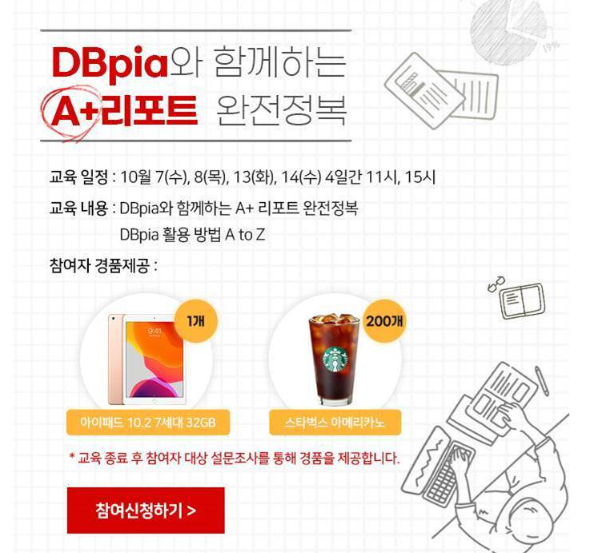 DBpia와 함께하는
A+리포트 완전정복
교육 일정 : 10월 7(수), 8(목), 13(화), 14(수) 4일간 11시, 15시
교육 내용 : DBpia와 함께하는 A+ 리포트 완전정복
DBpia 활용 방법 A to Z
참여자 경품제공 :
1개
200개
아이패드 10.2 7세대 32GB
스타벅스 아메리카노
* 교육 종료 후 참여자 대상 설문조사를 통해 경품을 제공합니다.
참여신청하기 >